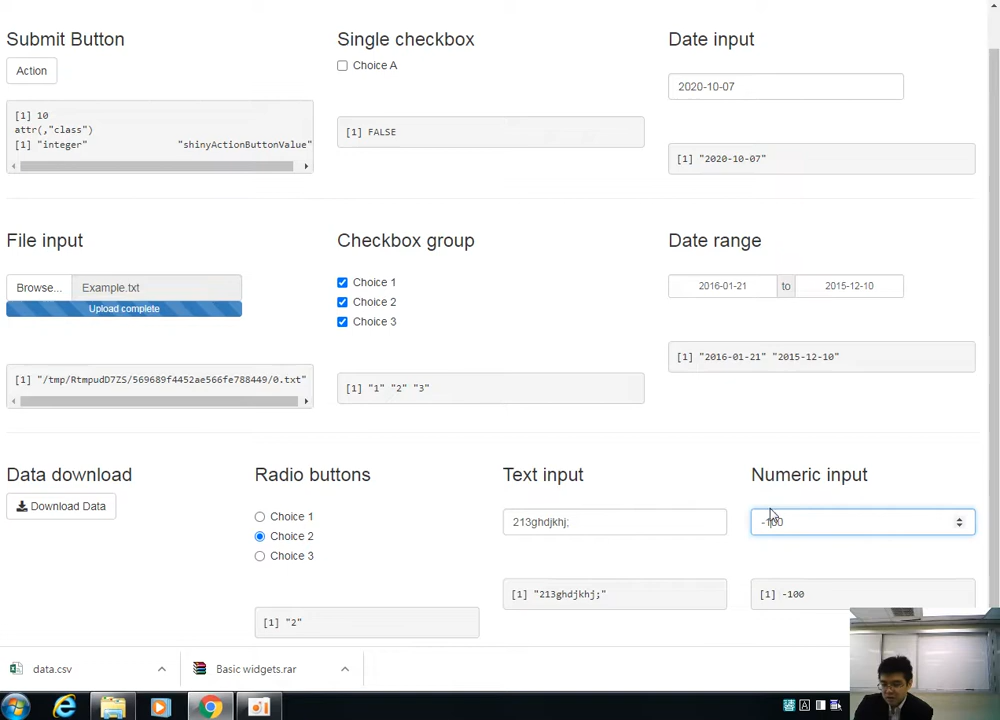 Submit Button
Action
[1] 10
attr(,"class")
[1] "integer" "shinyActionButtonValue"
Single checkbox
Choice A
[1] FALSE
Date input
2020-10-07
[1] "2020-10-07"
File input
Browse... Example.txt
Upload complete
[1] "/tmp/RtmpudD7ZS/569689f4452ae566fe788449/0.txt"
Checkbox group
Choice 1
Choice 2
Choice 3
[1] "1" "2" "3"
Date range
2016-01-21 to 2015-12-10
[1] "2016-01-21" "2015-12-10"
Data download
Download Data
Radio buttons
Choice 1
Choice 2
Choice 3
[1] "2"
Text input
213ghdjkhj;
[1] "213ghdjkhj;"
Numeric input
-100
[1] -100
data.csv
Basic widgets.rar
A